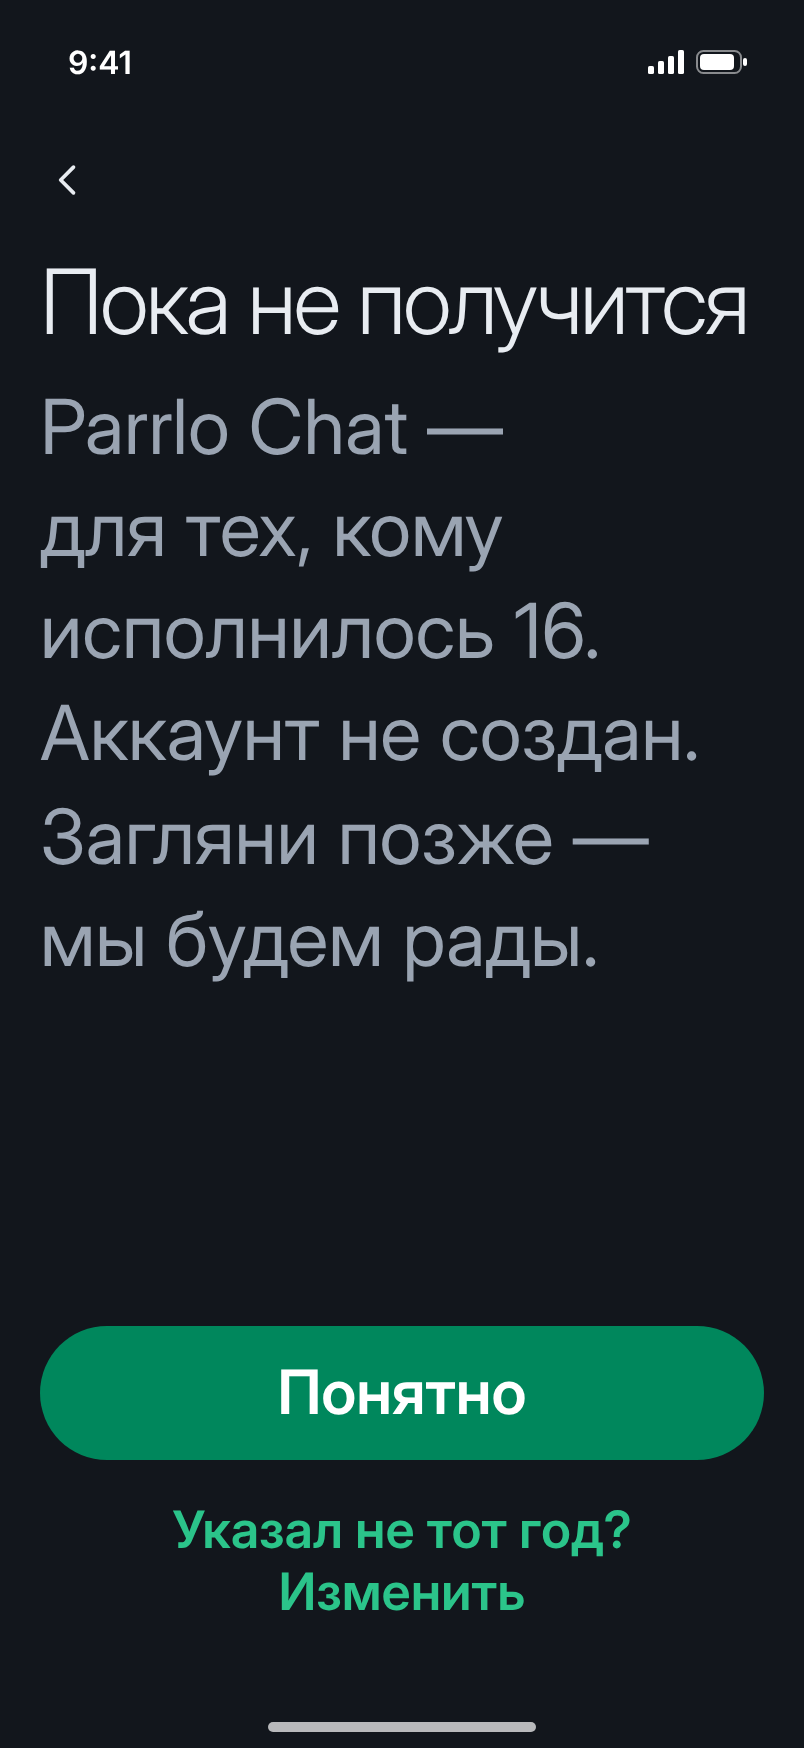 9:41
Пока не получится
Parrlo Chat —
для тех, кому
исполнилось 16.
Аккаунт не создан.
Загляни позже —
мы будем рады.
Понятно
Указал не тот год?
Изменить